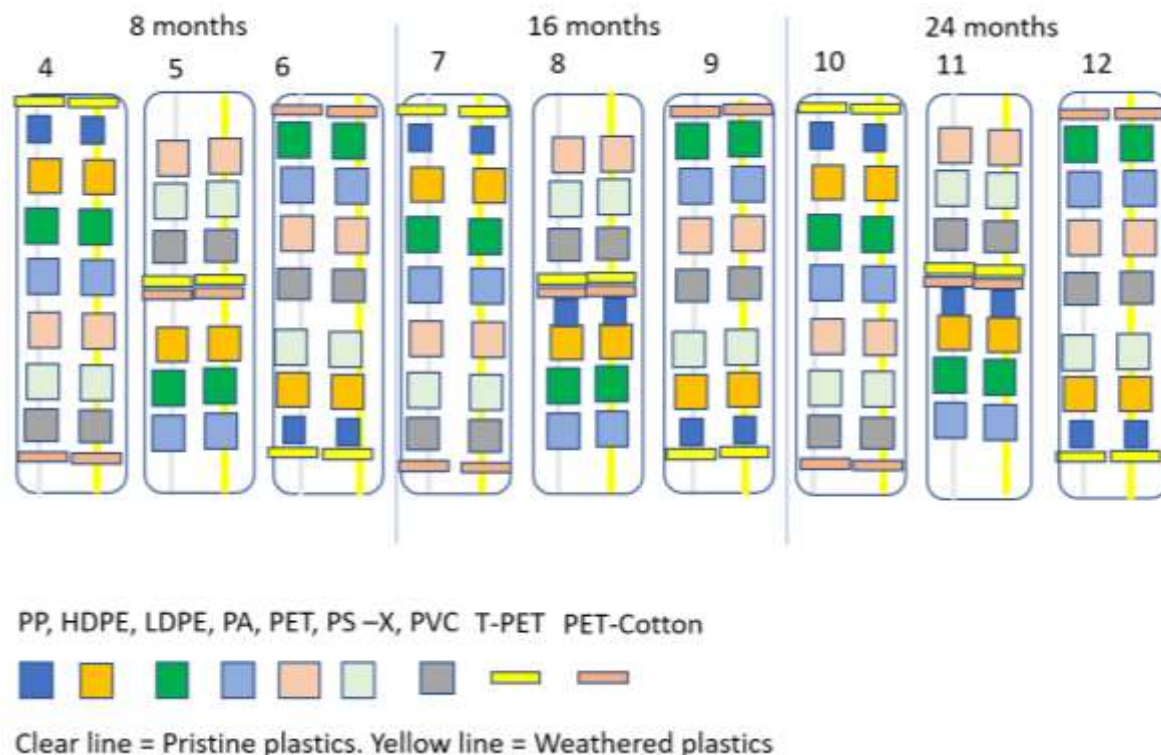 8 months 16 months 24 months
4 5 6 7 8 9 10 11 12
PP, HDPE, LDPE, PA, PET, PS –X, PVC T-PET PET-Cotton
Clear line = Pristine plastics. Yellow line = Weathered plastics